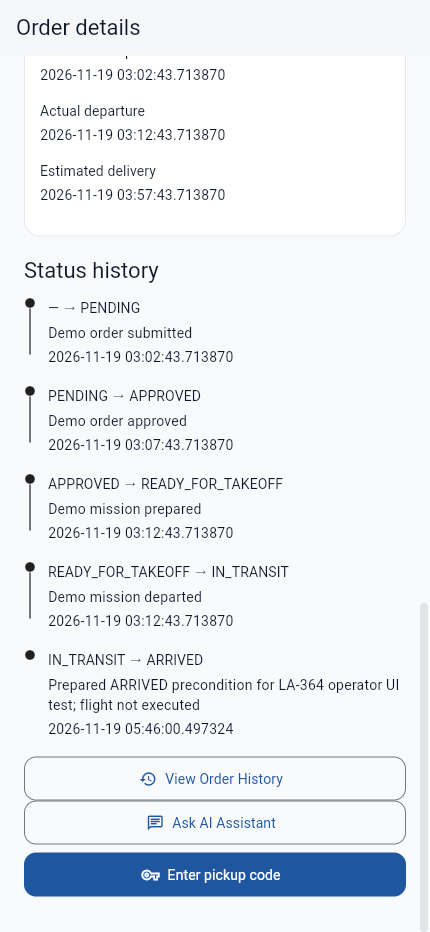 Order details
2026-11-19 03:02:43.713870
Actual departure
2026-11-19 03:12:43.713870
Estimated delivery
2026-11-19 03:57:43.713870
Status history
— → PENDING
Demo order submitted
2026-11-19 03:02:43.713870
PENDING → APPROVED
Demo order approved
2026-11-19 03:07:43.713870
APPROVED → READY_FOR_TAKEOFF
Demo mission prepared
2026-11-19 03:12:43.713870
READY_FOR_TAKEOFF → IN_TRANSIT
Demo mission departed
2026-11-19 03:12:43.713870
IN_TRANSIT → ARRIVED
Prepared ARRIVED precondition for LA-364 operator UI
test; flight not executed
2026-11-19 05:46:00.497324
View Order History
Ask AI Assistant
Enter pickup code